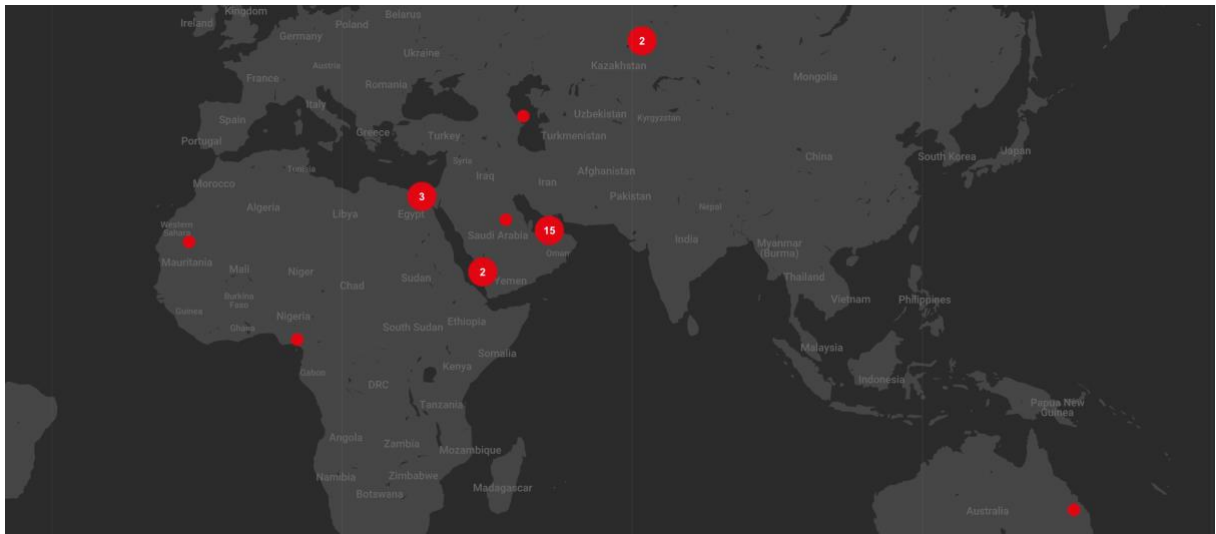 Kingdom
Ireland
Belarus
Poland
Germany
2
Ukraine
Kazakhstan
Austria
France
Mongolia
Romania
Italy
Spain
Uzbekistan
Kyrgyzstan
Portugal
Greece
Turkey
Turkmenistan
Japan
South Korea
China
Syria
Tunisia
Iraq
Afghanistan
Iran
Morocco
3
Pakistan
Algeria
Libya
Egypt
Nepal
Western
Sahara
15
Saudi Arabia
India
Myanmar
(Burma)
Oman
Mauritania
Mali
Niger
2
Sudan
Yemen
Thailand
Chad
Burkina
Faso
Vietnam
Philippines
Guinea
Nigeria
Ghana
South Sudan
Ethiopia
Somalia
Malaysia
Kenya
Gabon
DRC
Indonesia
Tanzania
Papua New
Guinea
Angola
Zambia
Mozambique
Namibia
Zimbabwe
Madagascar
Botswana
Australia